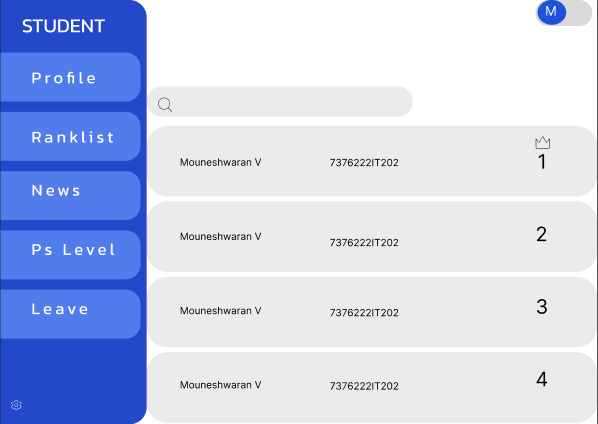 STUDENT
M
Profile
Ranklist
News
Ps Level
Leave
Mouneshwaran V 7376222IT202 1
Mouneshwaran V 7376222IT202 2
Mouneshwaran V 7376222IT202 3
Mouneshwaran V 7376222IT202 4